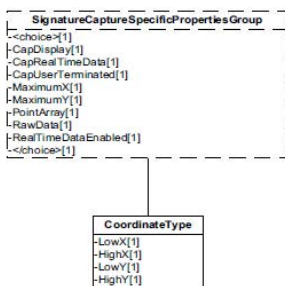 SignatureCaptureSpecificPropertiesGroup
-<choice>[1]
-CapDisplay[1]
-CapRealTimeData[1]
-CapUserTerminated[1]
-MaximumX[1]
-MaximumY[1]
-PointArray[1]
-RawData[1]
-RealTimeDataEnabled[1]
-</choice>[1]
CoordinateType
-LowX[1]
-HighX[1]
-LowY[1]
-HighY[1]